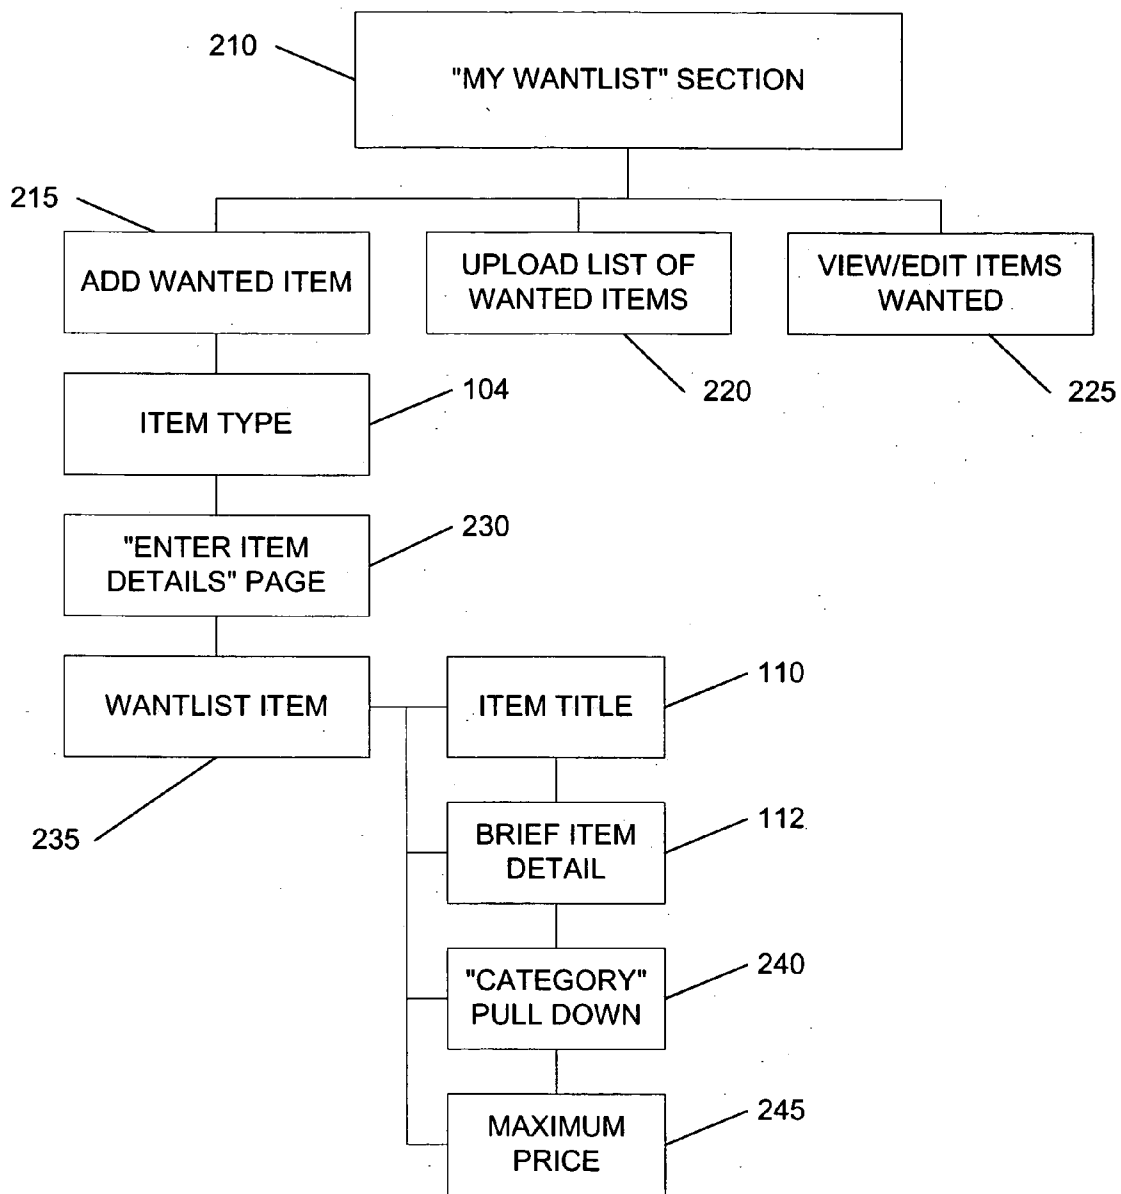 210
"MY WANTLIST" SECTION
215
ADD WANTED ITEM
UPLOAD LIST OF
WANTED ITEMS
VIEW/EDIT ITEMS
WANTED
220
225
104
ITEM TYPE
230
"ENTER ITEM
DETAILS" PAGE
WANTLIST ITEM
235
110
ITEM TITLE
112
BRIEF ITEM
DETAIL
240
"CATEGORY"
PULL DOWN
245
MAXIMUM
PRICE